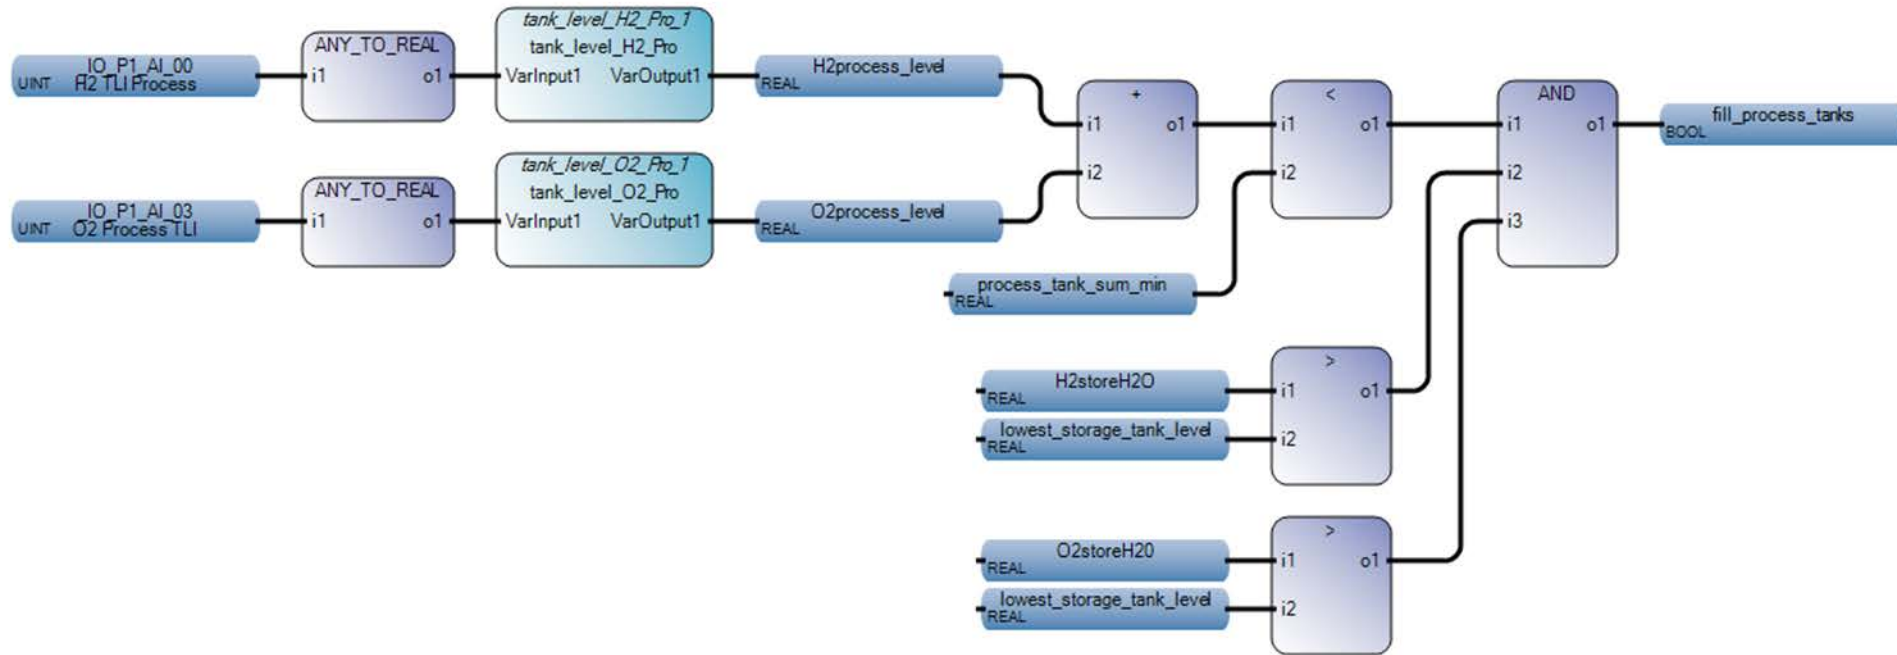 tank_level_H2_Pro_1
ANY_TO_REAL
tank_level_H2_Pro
IO_P1_AI_00
UINT H2 TLI Process
i1 o1
VarInput1 VarOutput1
H2process_level
REAL
+
i1 o1
i2
<
i1 o1
i2
AND
i1 o1
i2
i3
fill_process_tanks
BOOL
tank_level_O2_Pro_1
ANY_TO_REAL
tank_level_O2_Pro
IO_P1_AI_03
UINT O2 Process TLI
i1 o1
VarInput1 VarOutput1
O2process_level
REAL
process_tank_sum_min
REAL
>
H2storeH2O
REAL
i1 o1
lowest_storage_tank_level
REAL
i2
>
O2storeH20
REAL
i1 o1
lowest_storage_tank_level
REAL
i2